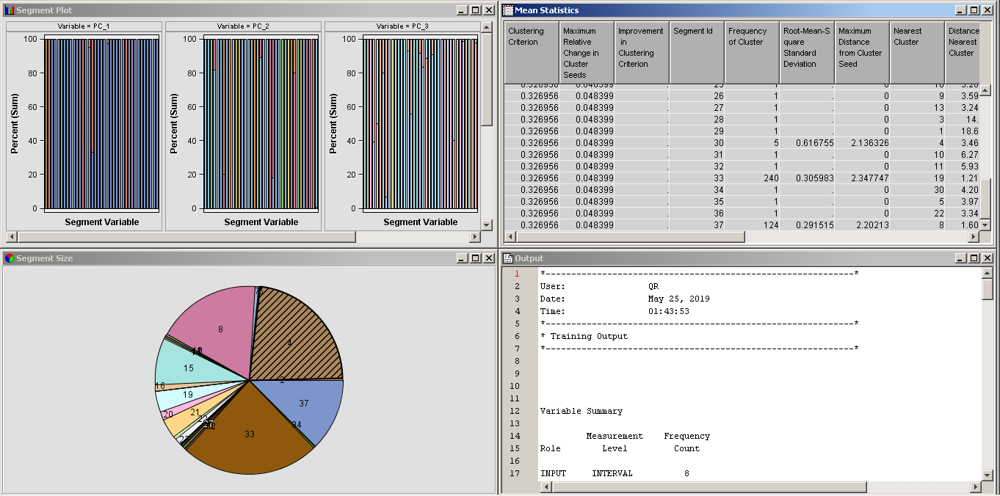 Segment Plot
Variable = PC_1
Variable = PC_2
Variable = PC_3
Percent (Sum)
100
80
60
40
20
0
Segment Variable
Percent (Sum)
100
80
60
40
20
0
Segment Variable
Percent (Sum)
100
80
60
40
20
0
Segment Variable
Mean Statistics
Clustering Criterion
Maximum Relative Change in Cluster Seeds
Improvement in Clustering Criterion
Segment Id
Frequency of Cluster
Root-Mean-Square Standard Deviation
Maximum Distance from Cluster Seed
Nearest Cluster
Distance Nearest Cluster
0.326956 0.048399 . 25 1 . 0 3.20
0.326956 0.048399 . 26 1 . 0 9 3.59
0.326956 0.048399 . 27 1 . 0 13 3.24
0.326956 0.048399 . 28 1 . 0 3 14.
0.326956 0.048399 . 29 1 . 0 1 18.6
0.326956 0.048399 . 30 5 0.616755 2.136326 4 3.46
0.326956 0.048399 . 31 1 . 0 10 6.27
0.326956 0.048399 . 32 1 . 0 11 5.93
0.326956 0.048399 . 33 240 0.305983 2.347747 19 1.21
0.326956 0.048399 . 34 1 . 0 30 4.20
0.326956 0.048399 . 35 1 . 0 5 3.97
0.326956 0.048399 . 36 1 . 0 22 3.34
0.326956 0.048399 . 37 124 0.291515 2.20213 8 1.60
Segment Size
8
4
15
2
16
19
37
20
21
34
33
Output
1 *------------------------------------------------------------*
2 User: QR
3 Date: May 25, 2019
4 Time: 01:43:53
5 *------------------------------------------------------------*
6 * Training Output
7 *------------------------------------------------------------*
8
9
10
11
12 Variable Summary
13
14 Measurement Frequency
15 Role Level Count
16
17 INPUT INTERVAL 8